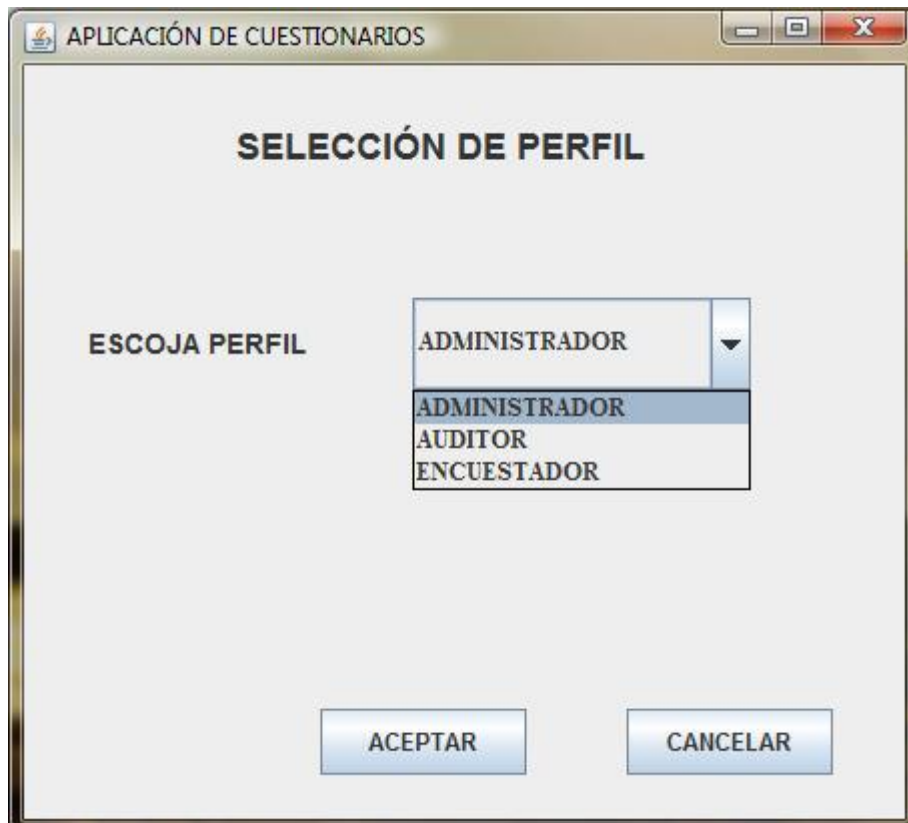 APLICACIÓN DE CUESTIONARIOS
SELECCIÓN DE PERFIL
ESCOJA PERFIL
ADMINISTRADOR
ADMINISTRADOR
AUDITOR
ENCUESTADOR
ACEPTAR
CANCELAR